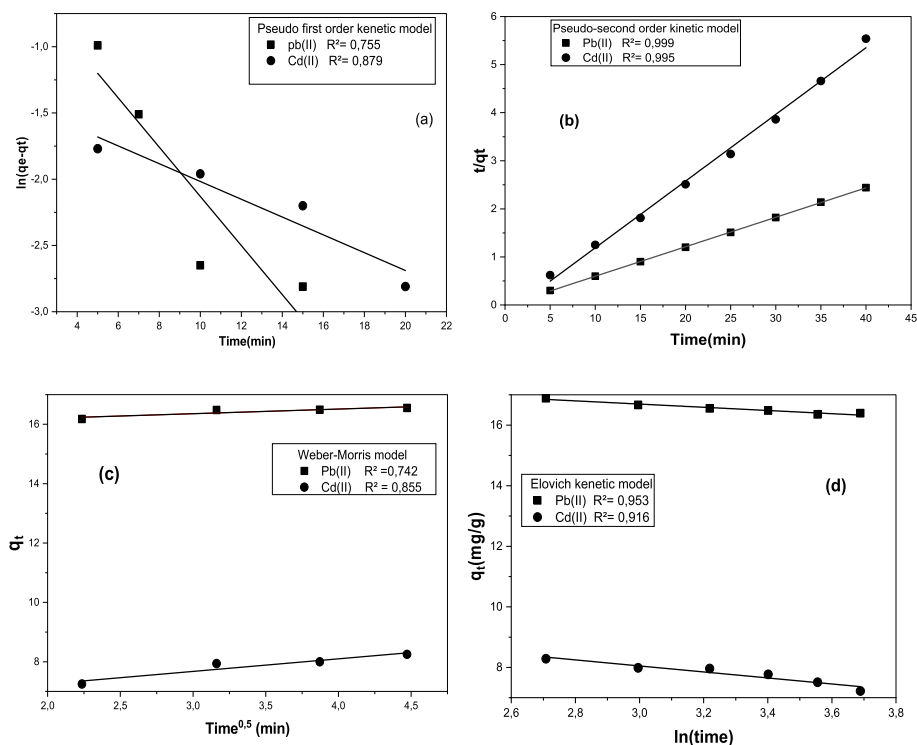 Pseudo first order kenetic model
pb(II) R²= 0,755
Cd(II) R²= 0,879
(a)
ln(qe-qt)
-1,0
-1,5
-2,0
-2,5
-3,0
4 6 8 10 12 14 16 18 20 22
Time(min)
Pseudo-second order kinetic model
Pb(II) R²= 0,999
Cd(II) R²= 0,995
(b)
t/qt
6
5
4
3
2
1
0
0 5 10 15 20 25 30 35 40 45
Time(min)
Weber-Morris model
Pb(II) R² =0,742
Cd(II) R² = 0,855
(c)
qt
16
14
12
10
8
2,0 2,5 3,0 3,5 4,0 4,5
Time0,5 (min)
Elovich kenetic model
Pb(II) R²= 0,953
Cd(II) R²= 0,916
(d)
qt(mg/g)
16
14
12
10
8
6
2,6 2,8 3,0 3,2 3,4 3,6 3,8
ln(time)